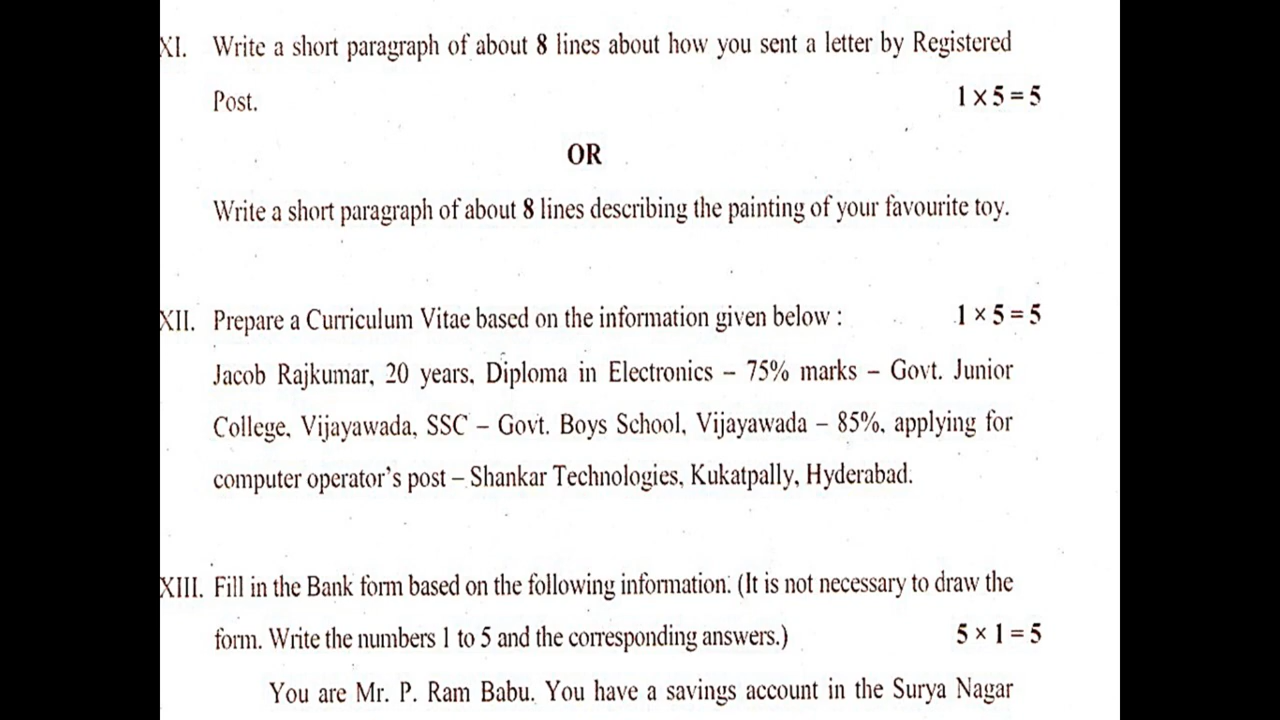 XI. Write a short paragraph of about 8 lines about how you sent a letter by Registered
Post. 1 × 5 = 5
OR
Write a short paragraph of about 8 lines describing the painting of your favourite toy.
XII. Prepare a Curriculum Vitae based on the information given below : 1 × 5 = 5
Jacob Rajkumar, 20 years, Diploma in Electronics – 75% marks – Govt. Junior
College, Vijayawada, SSC – Govt. Boys School, Vijayawada – 85%, applying for
computer operator's post – Shankar Technologies, Kukatpally, Hyderabad.
XIII. Fill in the Bank form based on the following information. (It is not necessary to draw the
form. Write the numbers 1 to 5 and the corresponding answers.) 5 × 1 = 5
You are Mr. P. Ram Babu. You have a savings account in the Surya Nagar